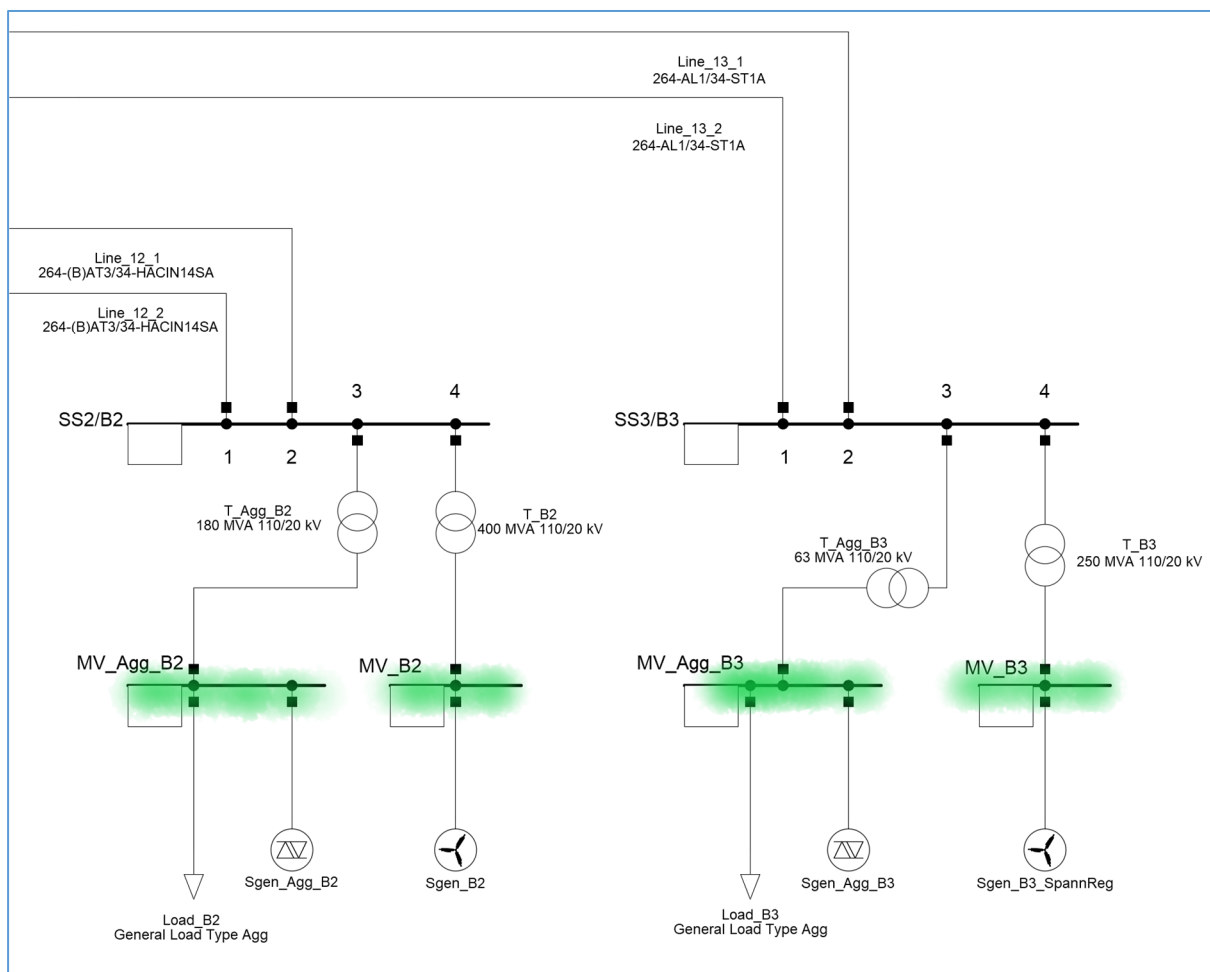 Line_13_1
264-AL1/34-ST1A
Line_13_2
264-AL1/34-ST1A
Line_12_1
264-(B)AT3/34-HACIN14SA
Line_12_2
264-(B)AT3/34-HACIN14SA
SS2/B2
3
4
1
2
SS3/B3
3
4
1
2
T_Agg_B2
180 MVA 110/20 kV
T_B2
400 MVA 110/20 kV
T_Agg_B3
63 MVA 110/20 kV
T_B3
250 MVA 110/20 kV
MV_Agg_B2
MV_B2
MV_Agg_B3
MV_B3
Sgen_Agg_B2
Sgen_B2
Sgen_Agg_B3
Sgen_B3_SpannReg
Load_B2
General Load Type Agg
Load_B3
General Load Type Agg